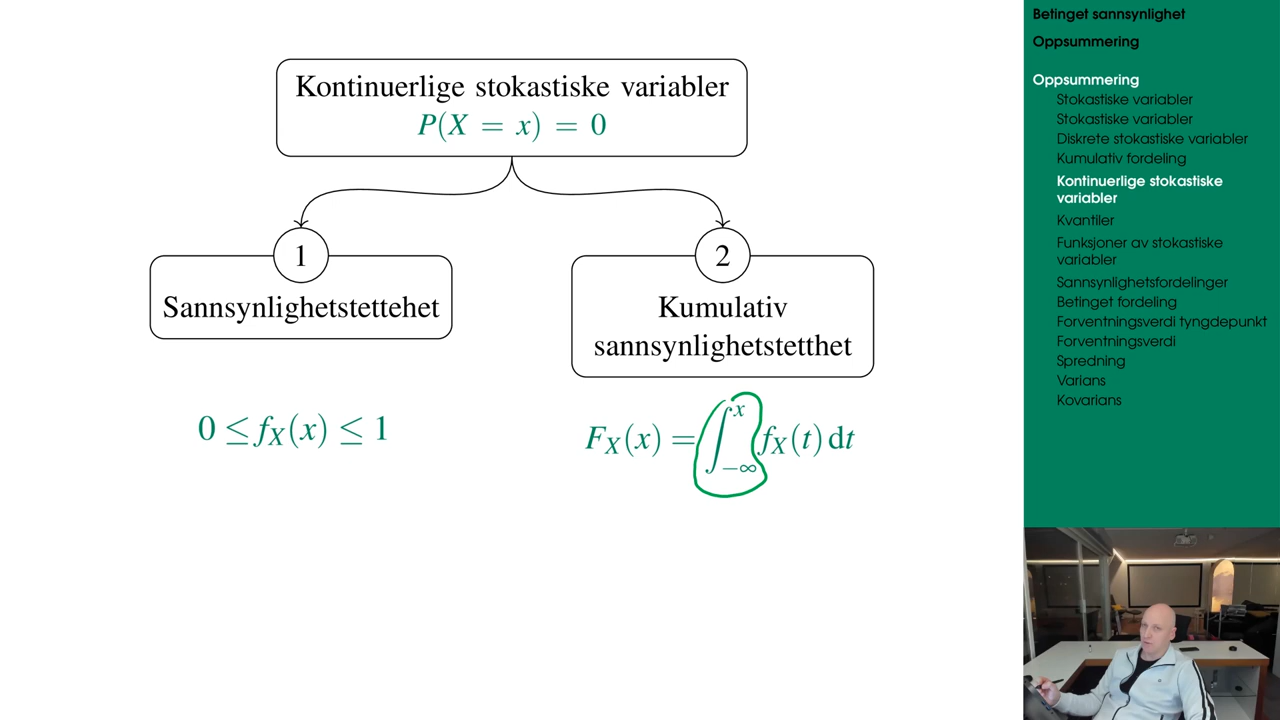 Kontinuerlige stokastiske variabler
P(X = x) = 0
1
Sannsynlighetstettehet
0 ≤ f_X(x) ≤ 1
2
Kumulativ
sannsynlighetstetthet
F_X(x) = ∫_{−∞}^{x} f_X(t) dt
Betinget sannsynlighet
Oppsummering
Oppsummering
Stokastiske variabler
Stokastiske variabler
Diskrete stokastiske variabler
Kumulativ fordeling
Kontinuerlige stokastiske
variabler
Kvantiler
Funksjoner av stokastiske
variabler
Sannsynlighetsfordelinger
Betinget fordeling
Forventningsverdi tyngdepunkt
Forventningsverdi
Spredning
Varians
Kovarians